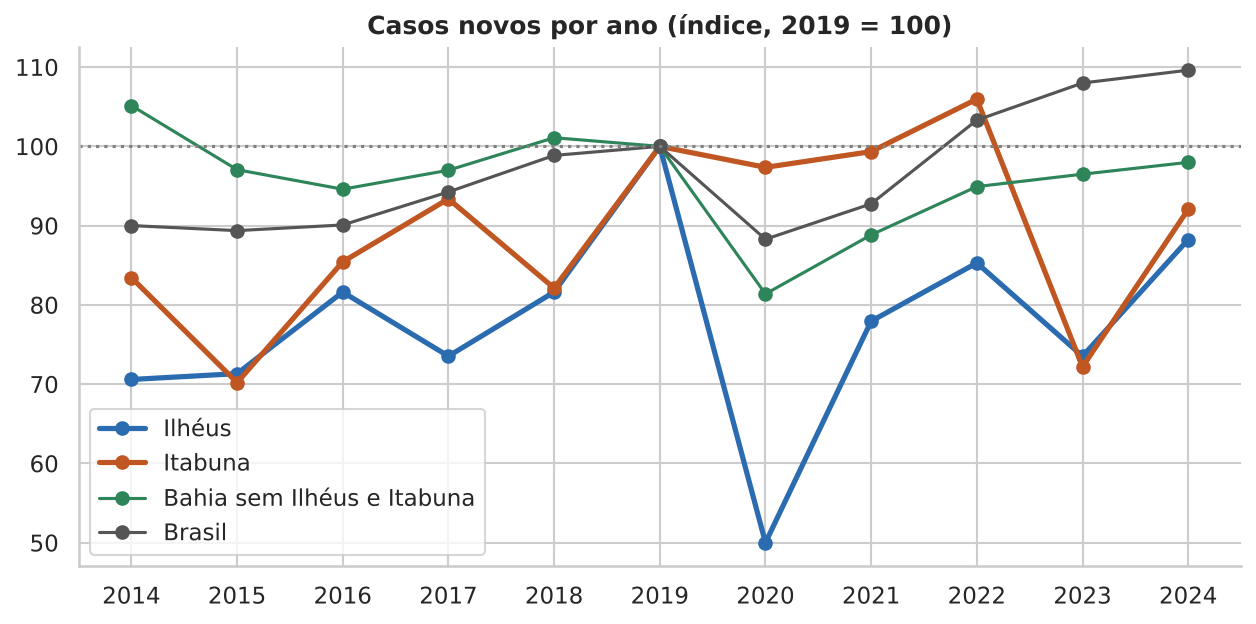 Casos novos por ano (índice, 2019 = 100)
110
100
90
80
70
60
50
Ilhéus
Itabuna
Bahia sem Ilhéus e Itabuna
Brasil
2014 2015 2016 2017 2018 2019 2020 2021 2022 2023 2024